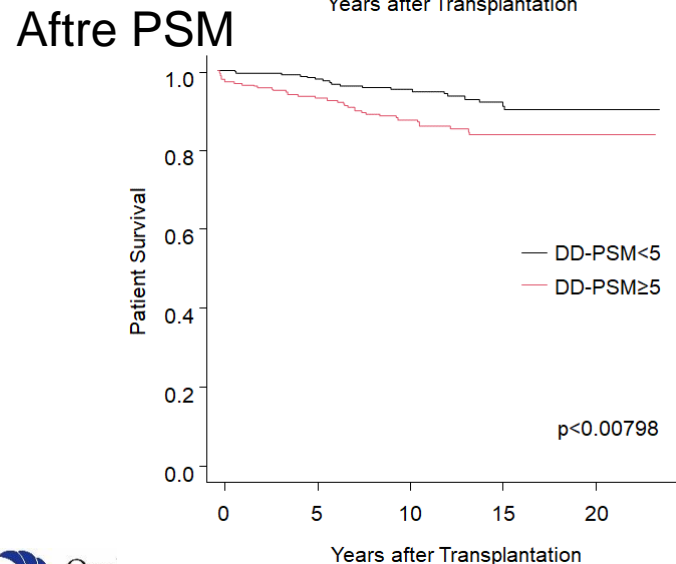 Years after Transplantation
Aftre PSM
Patient Survival
1.0
0.8
0.6
0.4
0.2
0.0
DD-PSM<5
DD-PSM≥5
p<0.00798
0 5 10 15 20
Years after Transplantation